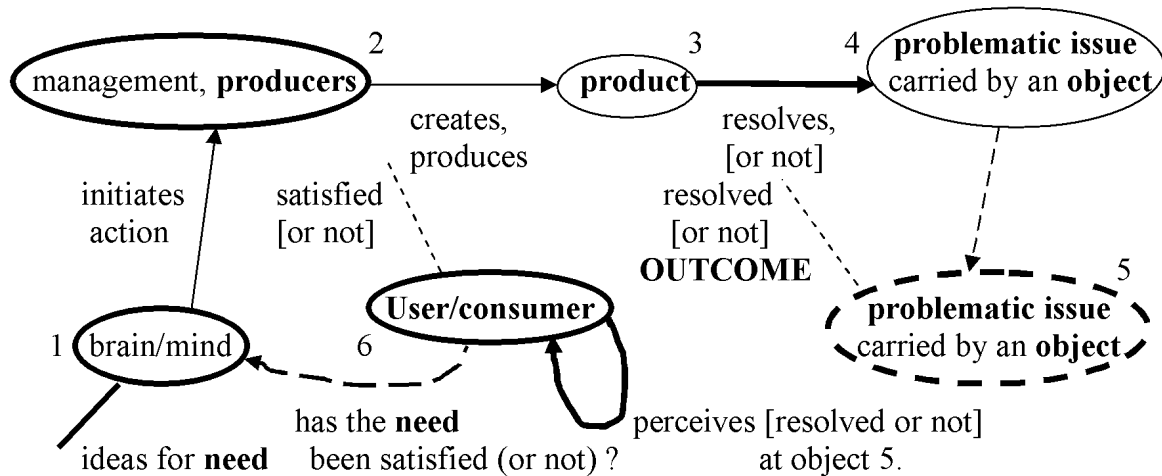 2
3
4
management, producers
product
problematic issue
carried by an object
creates,
produces
resolves,
[or not]
initiates
action
satisfied
[or not]
resolved
[or not]
OUTCOME
5
problematic issue
carried by an object
User/consumer
1
brain/mind
6
ideas for need
has the need
been satisfied (or not) ?
perceives [resolved or not]
at object 5.